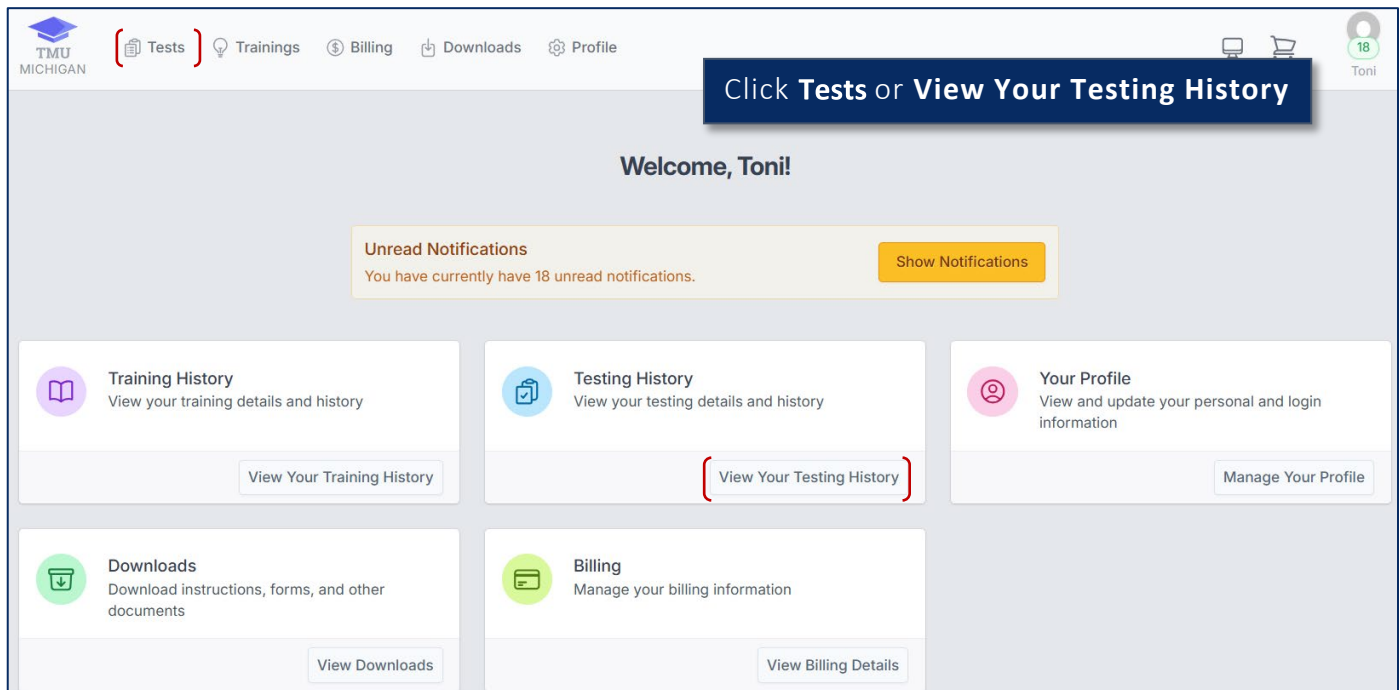 TMU
MICHIGAN
Tests
Trainings
Billing
Downloads
Profile
18
Toni
Click Tests or View Your Testing History
Welcome, Toni!
Unread Notifications
You have currently have 18 unread notifications.
Show Notifications
Training History
View your training details and history
View Your Training History
Testing History
View your testing details and history
View Your Testing History
Your Profile
View and update your personal and login
information
Manage Your Profile
Downloads
Download instructions, forms, and other
documents
View Downloads
Billing
Manage your billing information
View Billing Details